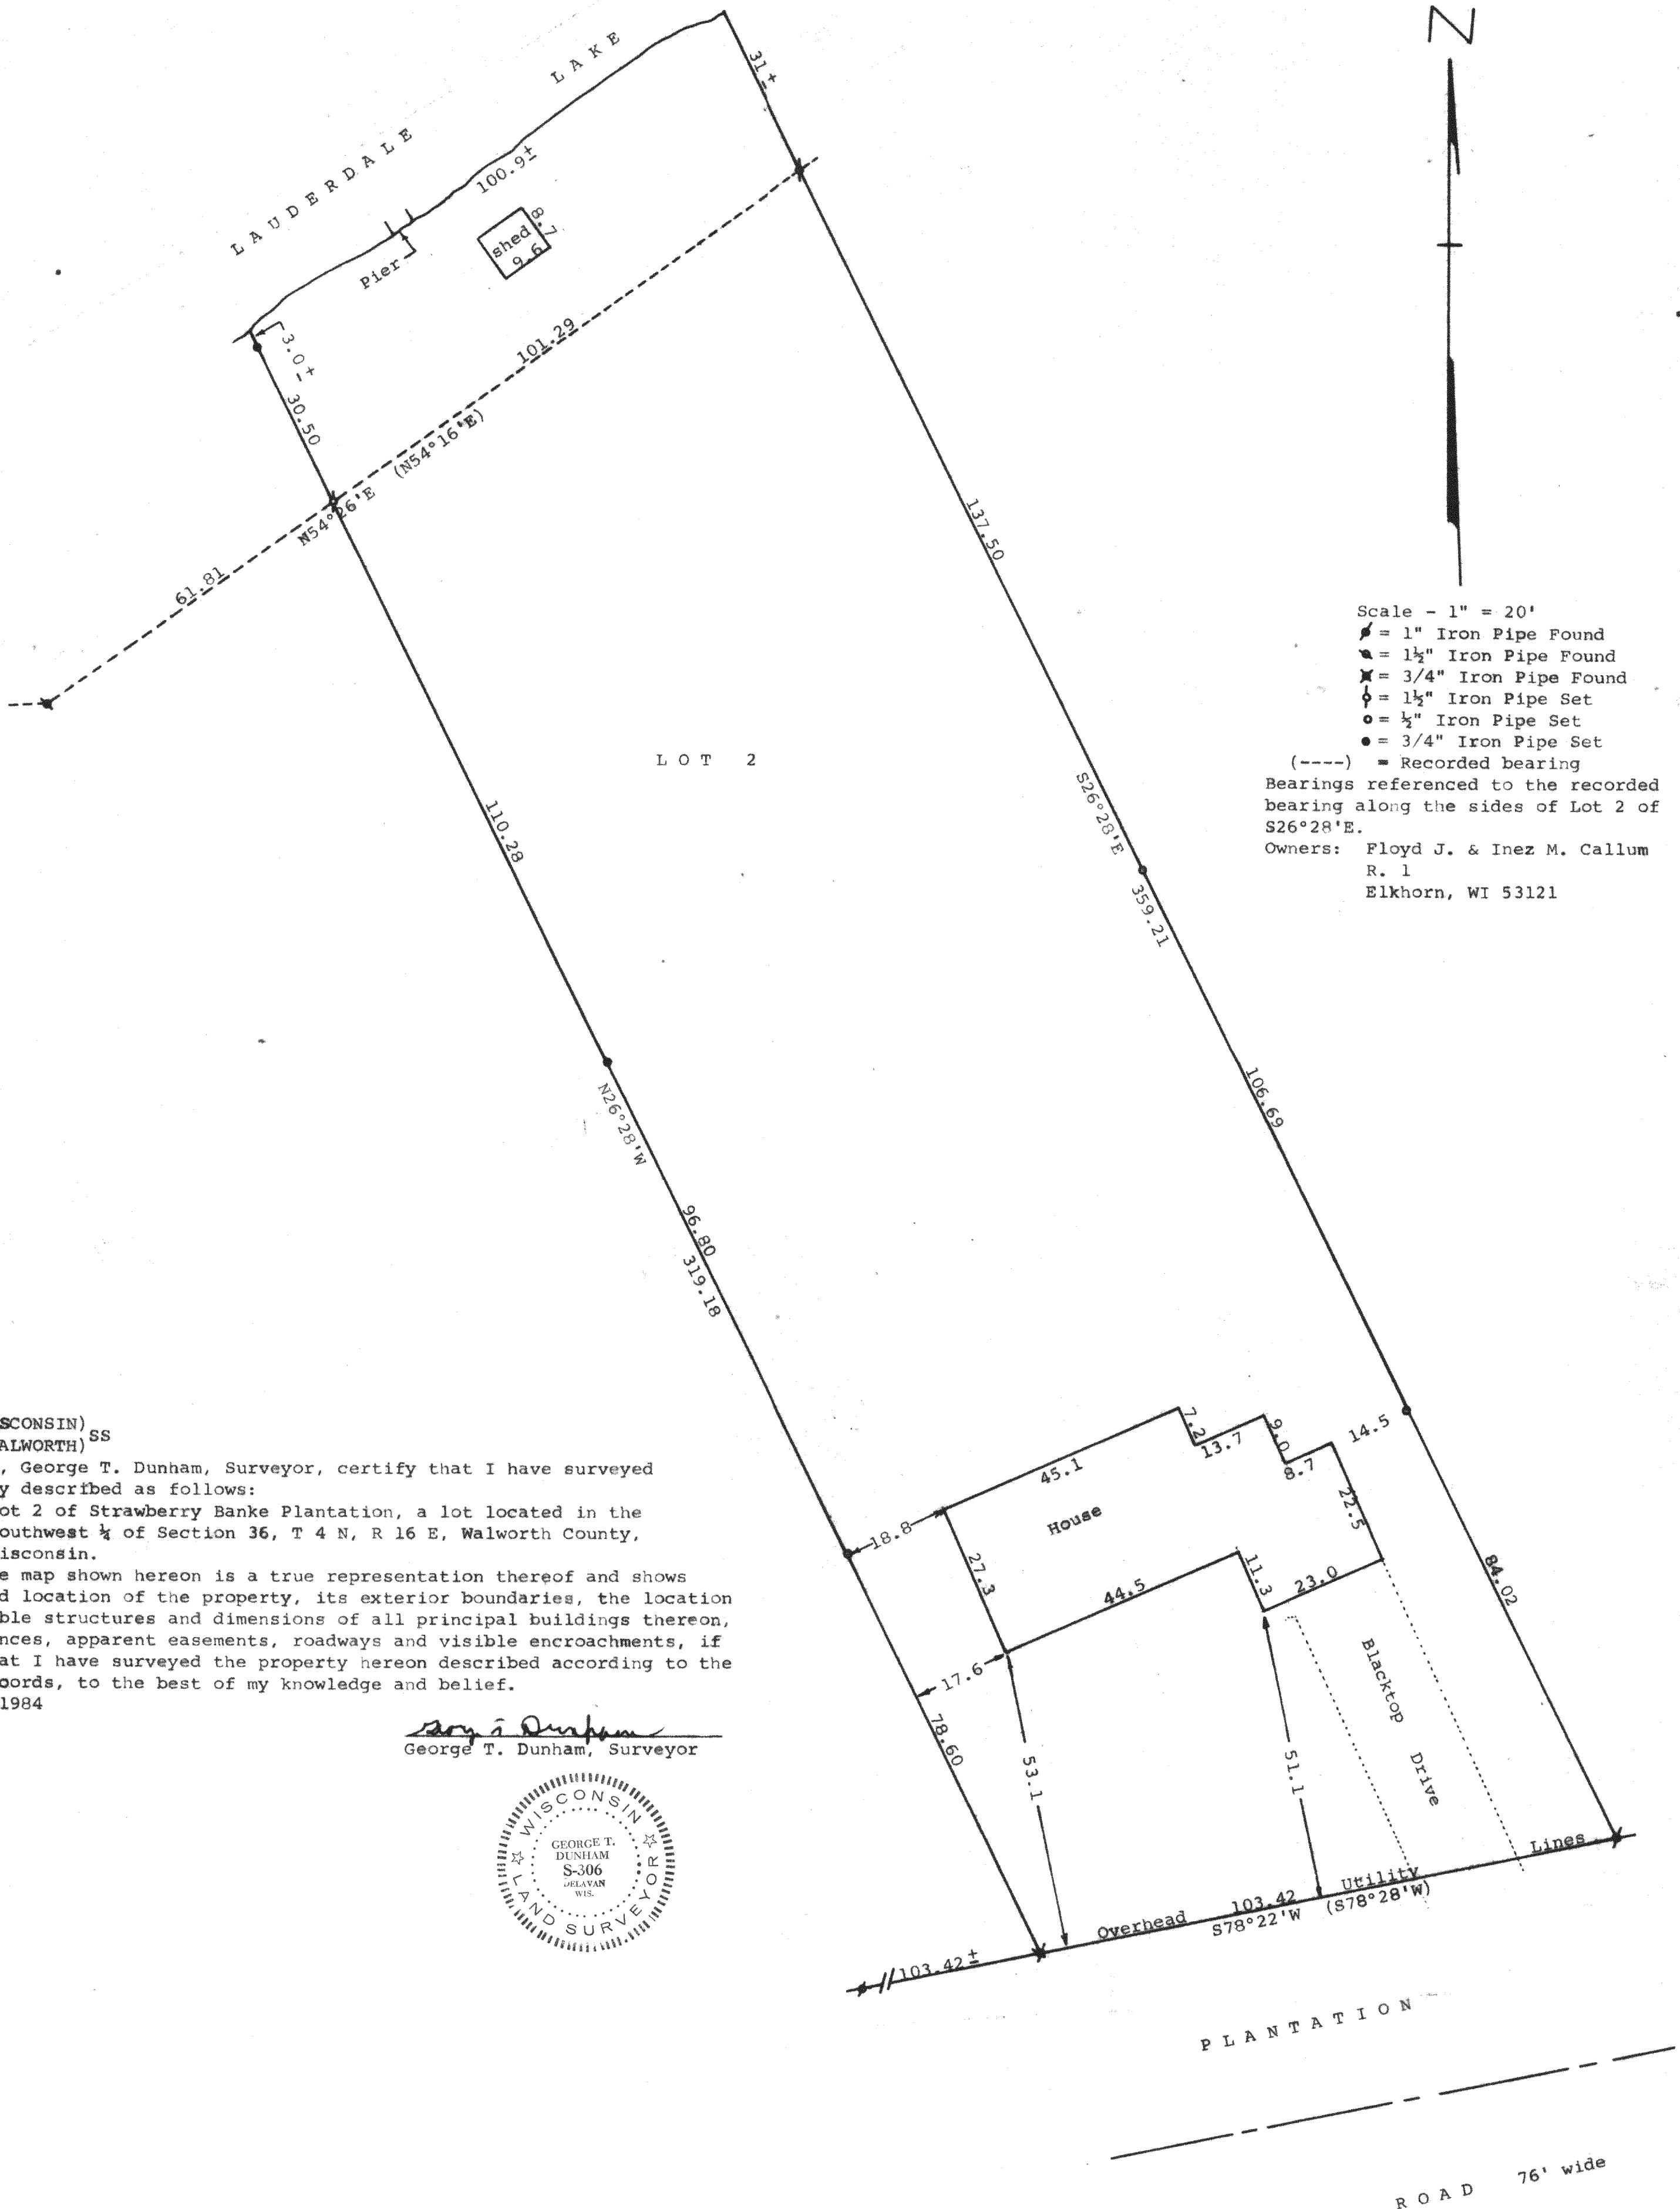 N
LAUDERDALE LAKE
31±
100.9±
Pier
shed
8.7
9.6
3.0±
30.50
101.29
N54°26'E (N54°16'E)
61.81
137.50
LOT 2
110.28
S26°28'E
359.21
N26°28'W
96.80
319.18
106.69
Scale - 1" = 20'
= 1" Iron Pipe Found
= 1½" Iron Pipe Found
= 3/4" Iron Pipe Found
= 1½" Iron Pipe Set
= ½" Iron Pipe Set
= 3/4" Iron Pipe Set
(----) = Recorded bearing
Bearings referenced to the recorded
bearing along the sides of Lot 2 of
S26°28'E.
Owners: Floyd J. & Inez M. Callum
R. 1
Elkhorn, WI 53121
SCONSIN)
ALWORTH) SS
, George T. Dunham, Surveyor, certify that I have surveyed
y described as follows:
ot 2 of Strawberry Banke Plantation, a lot located in the
outhwest ¼ of Section 36, T 4 N, R 16 E, Walworth County,
isconsin.
e map shown hereon is a true representation thereof and shows
d location of the property, its exterior boundaries, the location
ble structures and dimensions of all principal buildings thereon,
nces, apparent easements, roadways and visible encroachments, if
at I have surveyed the property hereon described according to the
oords, to the best of my knowledge and belief.
1984
George T. Dunham, Surveyor
WISCONSIN
GEORGE T.
DUNHAM
S-306
DELAVAN
WIS.
LAND SURVEYOR
7.2
13.7
9.0
8.7
14.5
45.1
House
22.5
18.8
27.3
44.5
11.3
23.0
84.02
17.6
78.60
53.1
51.1
Blacktop Drive
Overhead Utility Lines
103.42
S78°22'W (S78°28'W)
103.42±
PLANTATION
ROAD 76' wide